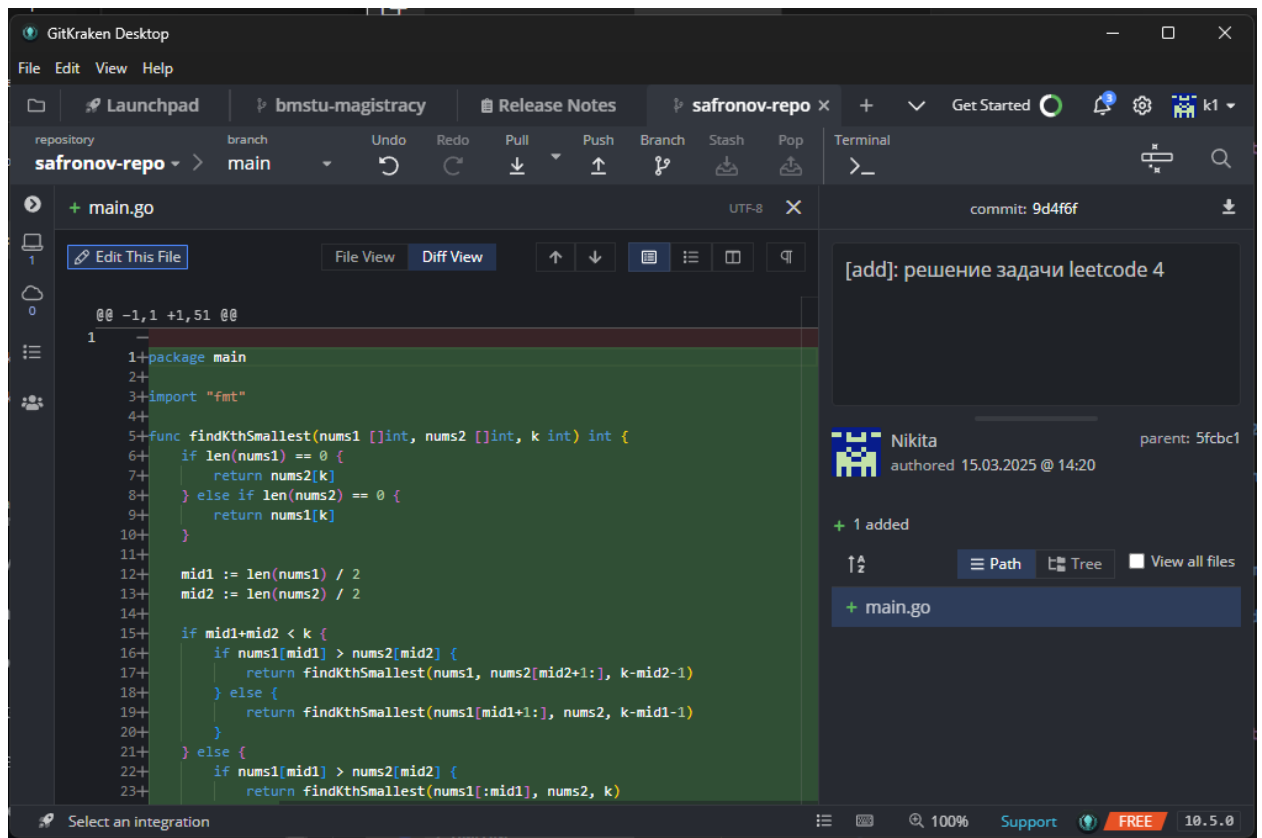 GitKraken Desktop
File Edit View Help
Launchpad bmstu-magistracy Release Notes safronov-repo Get Started 3 k1
repository branch Undo Redo Pull Push Branch Stash Pop Terminal
safronov-repo main
+ main.go UTF-8
1
0
Edit This File File View Diff View
@@ -1,1 +1,51 @@
1 —
1+package main
2+
3+import "fmt"
4+
5+func findKthSmallest(nums1 []int, nums2 []int, k int) int {
6+    if len(nums1) == 0 {
7+        return nums2[k]
8+    } else if len(nums2) == 0 {
9+        return nums1[k]
10+    }
11+
12+    mid1 := len(nums1) / 2
13+    mid2 := len(nums2) / 2
14+
15+    if mid1+mid2 < k {
16+        if nums1[mid1] > nums2[mid2] {
17+            return findKthSmallest(nums1, nums2[mid2+1:], k-mid2-1)
18+        } else {
19+            return findKthSmallest(nums1[mid1+1:], nums2, k-mid1-1)
20+        }
21+    } else {
22+        if nums1[mid1] > nums2[mid2] {
23+            return findKthSmallest(nums1[:mid1], nums2, k)
commit: 9d4f6f
[add]: решение задачи leetcode 4
Nikita parent: 5fcbc1
authored 15.03.2025 @ 14:20
+ 1 added
Path Tree View all files
+ main.go
Select an integration 100% Support FREE 10.5.0